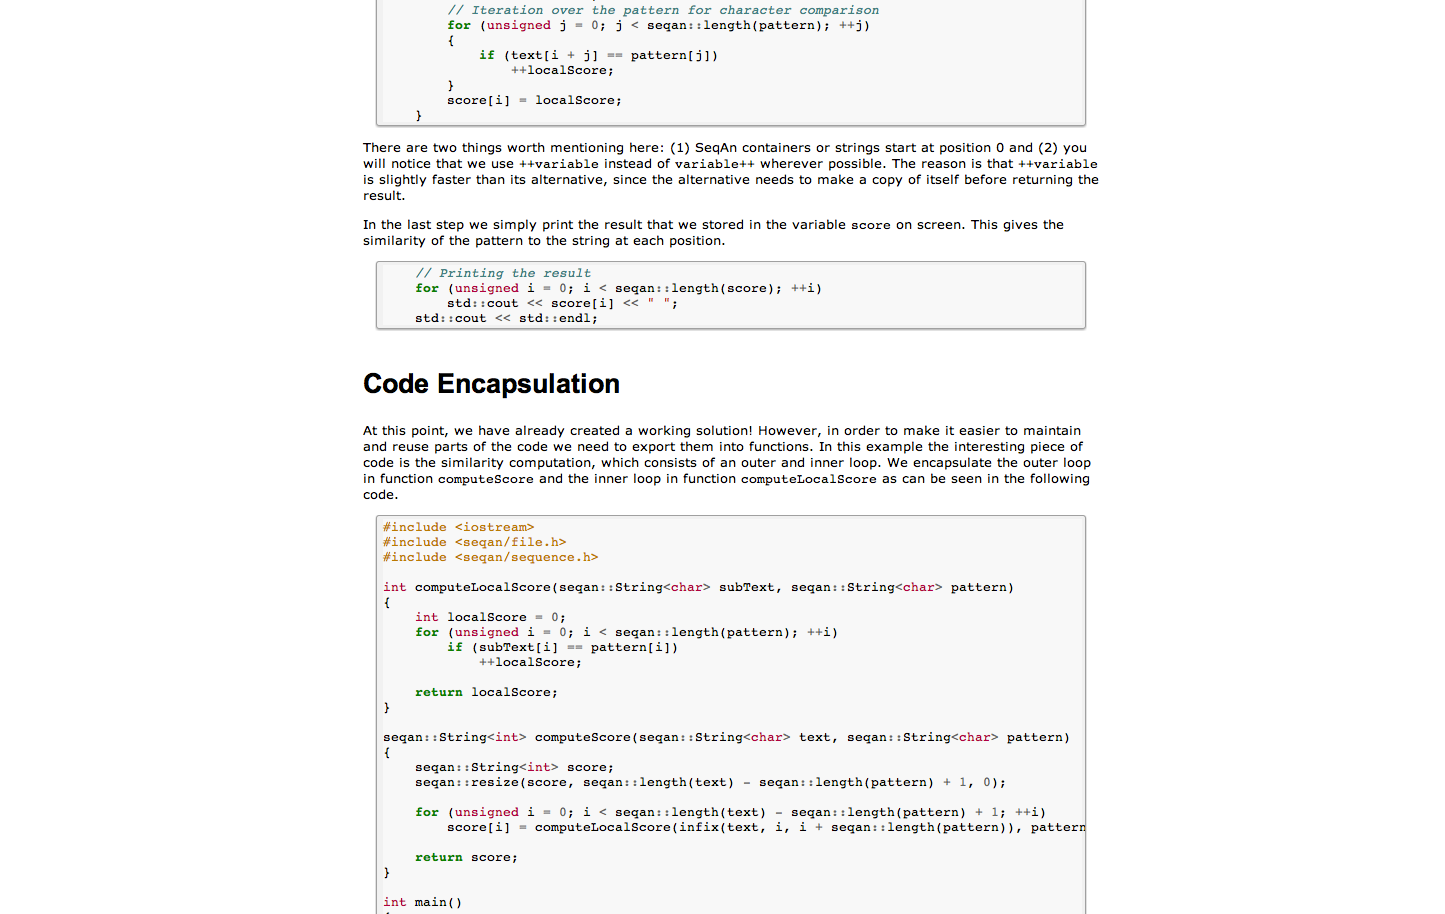 // Iteration over the pattern for character comparison
for (unsigned j = 0; j < seqan::length(pattern); ++j)
{
if (text[i + j] == pattern[j])
++localScore;
}
score[i] = localScore;
}
There are two things worth mentioning here: (1) SeqAn containers or strings start at position 0 and (2) you
will notice that we use ++variable instead of variable++ wherever possible. The reason is that ++variable
is slightly faster than its alternative, since the alternative needs to make a copy of itself before returning the
result.
In the last step we simply print the result that we stored in the variable score on screen. This gives the
similarity of the pattern to the string at each position.
// Printing the result
for (unsigned i = 0; i < seqan::length(score); ++i)
std::cout << score[i] << " ";
std::cout << std::endl;
Code Encapsulation
At this point, we have already created a working solution! However, in order to make it easier to maintain
and reuse parts of the code we need to export them into functions. In this example the interesting piece of
code is the similarity computation, which consists of an outer and inner loop. We encapsulate the outer loop
in function computeScore and the inner loop in function computeLocalScore as can be seen in the following
code.
#include <iostream>
#include <seqan/file.h>
#include <seqan/sequence.h>
int computeLocalScore(seqan::String<char> subText, seqan::String<char> pattern)
{
int localScore = 0;
for (unsigned i = 0; i < seqan::length(pattern); ++i)
if (subText[i] == pattern[i])
++localScore;
return localScore;
}
seqan::String<int> computeScore(seqan::String<char> text, seqan::String<char> pattern)
{
seqan::String<int> score;
seqan::resize(score, seqan::length(text) - seqan::length(pattern) + 1, 0);
for (unsigned i = 0; i < seqan::length(text) - seqan::length(pattern) + 1; ++i)
score[i] = computeLocalScore(infix(text, i, i + seqan::length(pattern)), pattern
return score;
}
int main()